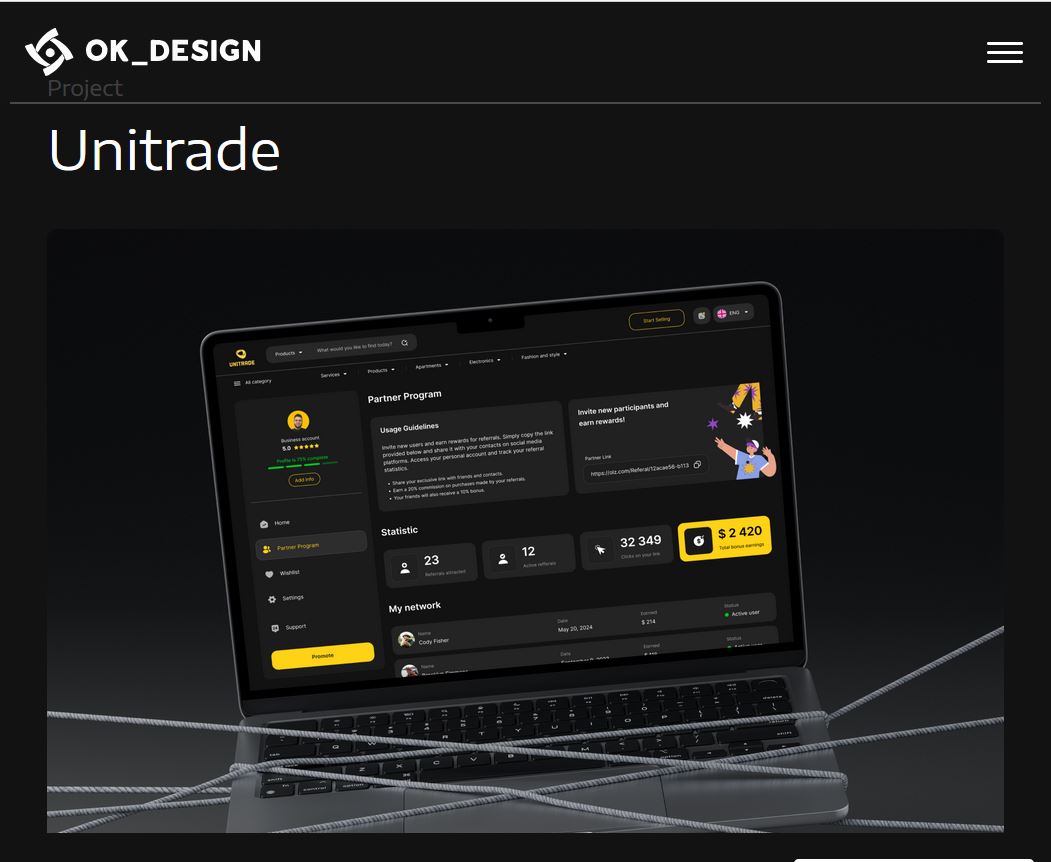 OK_DESIGN
Project
Unitrade
UNITRADE
Products
What would you like to find today?
Start Selling
ENG
All category
Services
Products
Apartments
Electronics
Fashion and style
Business account
5.0
Profile is 75% complete
Add info
Home
Partner Program
Wishlist
Settings
Support
Promote
Partner Program
Usage Guidelines
Invite new users and earn rewards for referrals. Simply copy the link
provided below and share it with your contacts on social media
platforms. Access your personal account and track your referral
statistics.
Share your exclusive link with friends and contacts.
Earn a 20% commission on purchases made by your referrals.
Your friends will also receive a 10% bonus.
Invite new participants and
earn rewards!
Partner Link
https://olz.com/Referal/12acae56-b113
Statistic
23
Referrals attracted
12
Active refferals
32 349
Clicks on your link
$ 2 420
Total bonus earnings
My network
Name
Cody Fisher
Date
May 20, 2024
Earned
$ 214
Status
Active user
Name
Date
Earned
Status
control
option
delete